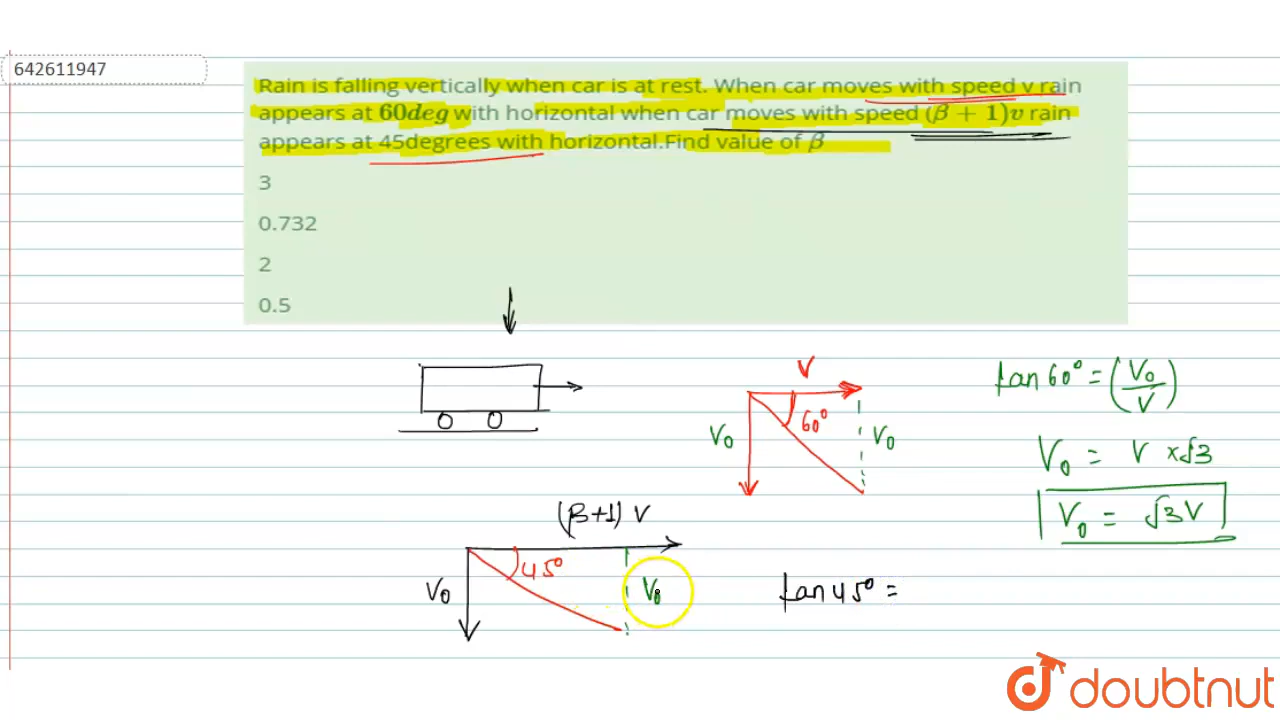 642611947
Rain is falling vertically when car is at rest. When car moves with speed v rain
appears at 60deg with horizontal when car moves with speed (β + 1)v rain
appears at 45degrees with horizontal.Find value of β
3
0.732
2
0.5
V
60°
V₀
V₀
tan 60° = (V₀/V)
V₀ = V × √3
V₀ = √3 V
(β+1) V
45°
V₀
V₀
tan 45° =
doubtnut